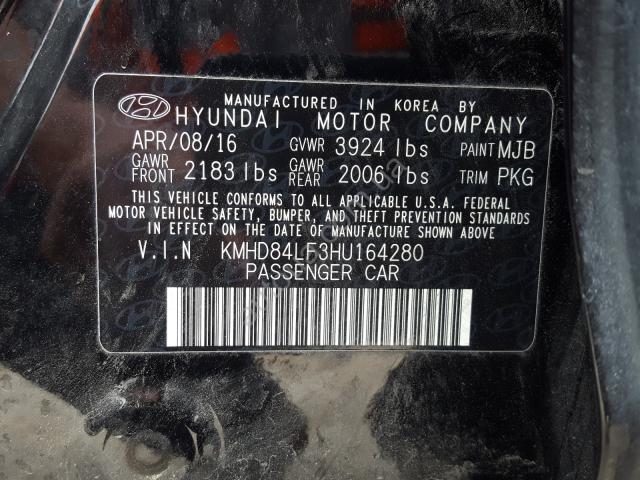 MANUFACTURED IN KOREA BY
HYUNDAI MOTOR COMPANY
APR/08/16 GVWR 3924 lbs PAINT MJB
GAWR FRONT 2183 lbs GAWR REAR 2006 lbs TRIM PKG
THIS VEHICLE CONFORMS TO ALL APPLICABLE U.S.A. FEDERAL
MOTOR VEHICLE SAFETY, BUMPER, AND THEFT PREVENTION STANDARDS
IN EFFECT ON THE DATE OF MANUFACTURE SHOWN ABOVE
V.I.N KMHD84LF3HU164280
PASSENGER CAR